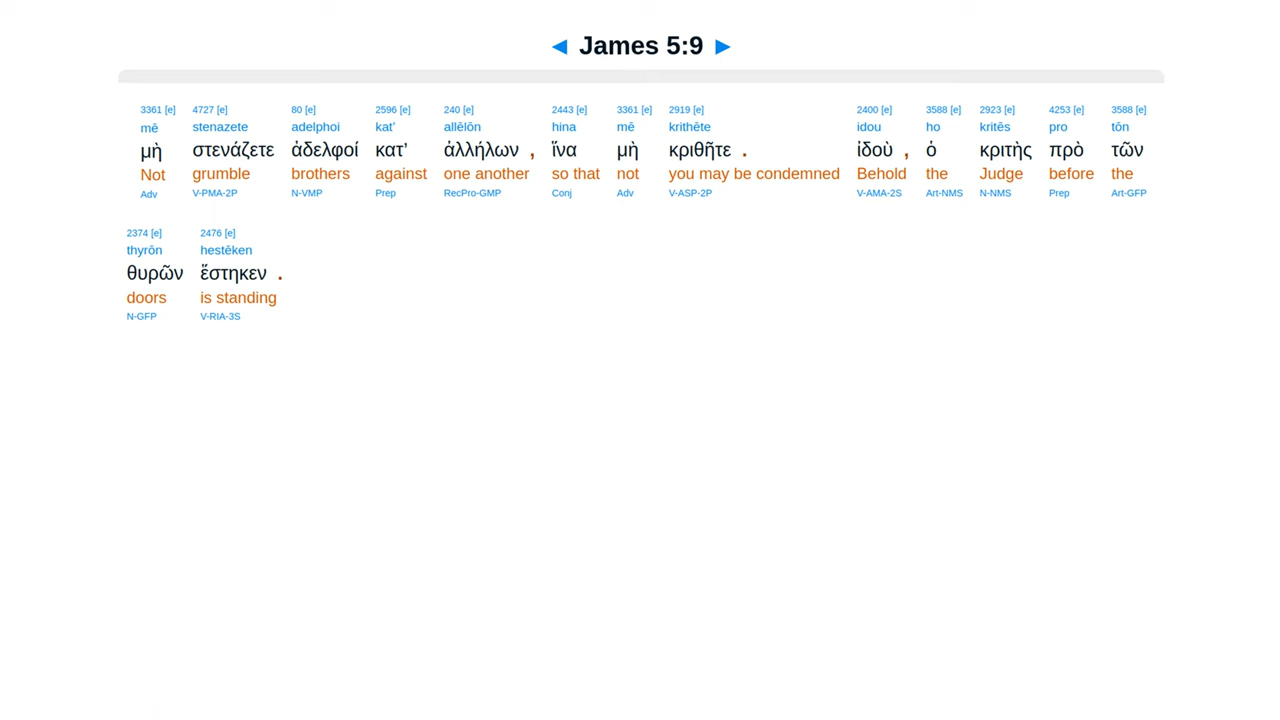 ◄ James 5:9 ►
3361 [e] 4727 [e] 80 [e] 2596 [e] 240 [e] 2443 [e] 3361 [e] 2919 [e] 2400 [e] 3588 [e] 2923 [e] 4253 [e] 3588 [e]
mē stenazete adelphoi kat’ allēlōn hina mē krithēte idou ho kritēs pro tōn
μὴ στενάζετε ἀδελφοί κατ’ ἀλλήλων , ἵνα μὴ κριθῆτε . ἰδοὺ , ὁ κριτὴς πρὸ τῶν
Not grumble brothers against one another so that not you may be condemned Behold the Judge before the
Adv V-PMA-2P N-VMP Prep RecPro-GMP Conj Adv V-ASP-2P V-AMA-2S Art-NMS N-NMS Prep Art-GFP
2374 [e] 2476 [e]
thyrōn hestēken
θυρῶν ἕστηκεν .
doors is standing
N-GFP V-RIA-3S